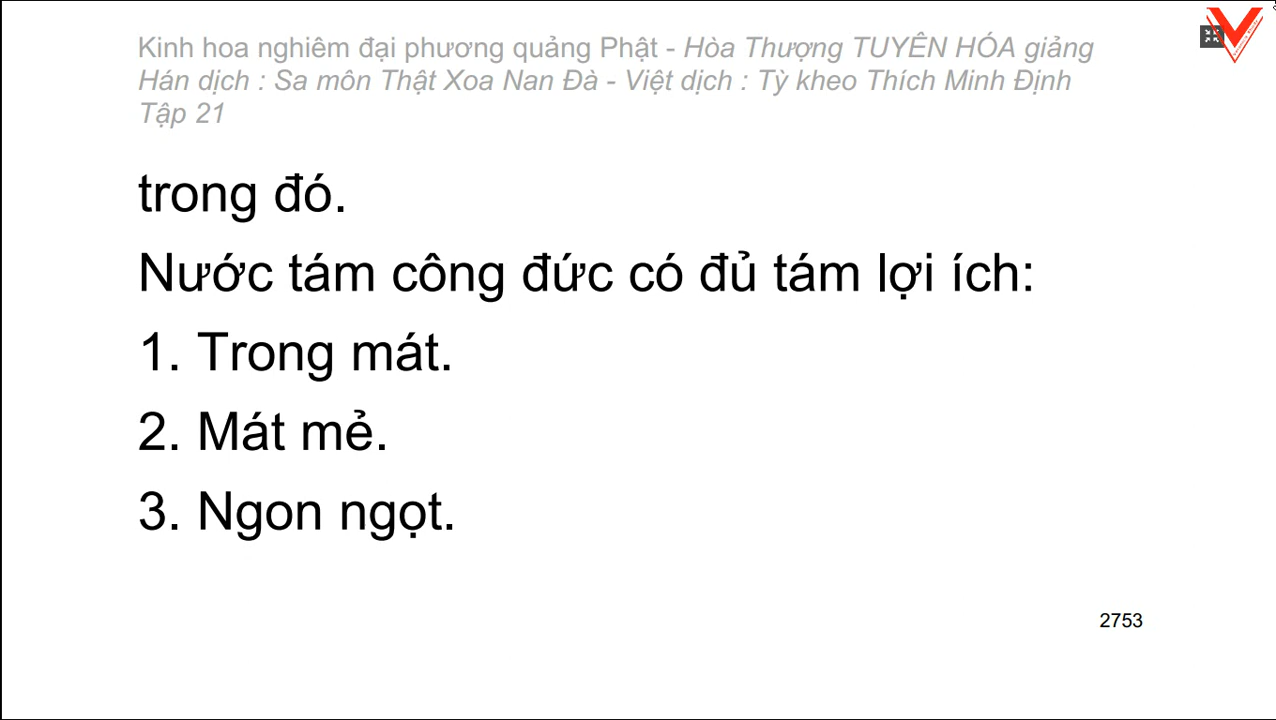 Kinh hoa nghiêm đại phương quảng Phật - Hòa Thượng TUYÊN HÓA giảng
Hán dịch : Sa môn Thật Xoa Nan Đà - Việt dịch : Tỳ kheo Thích Minh Định
Tập 21
trong đó.
Nước tám công đức có đủ tám lợi ích:
1. Trong mát.
2. Mát mẻ.
3. Ngon ngọt.
2753